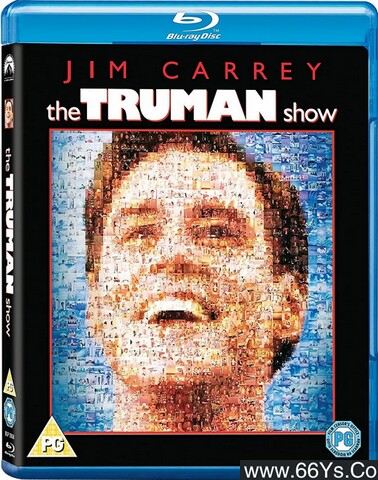 Blu-ray Disc
JIM CARREY
the TRUMAN show
the TRUMAN show
PG
PG
www.66Ys.Co